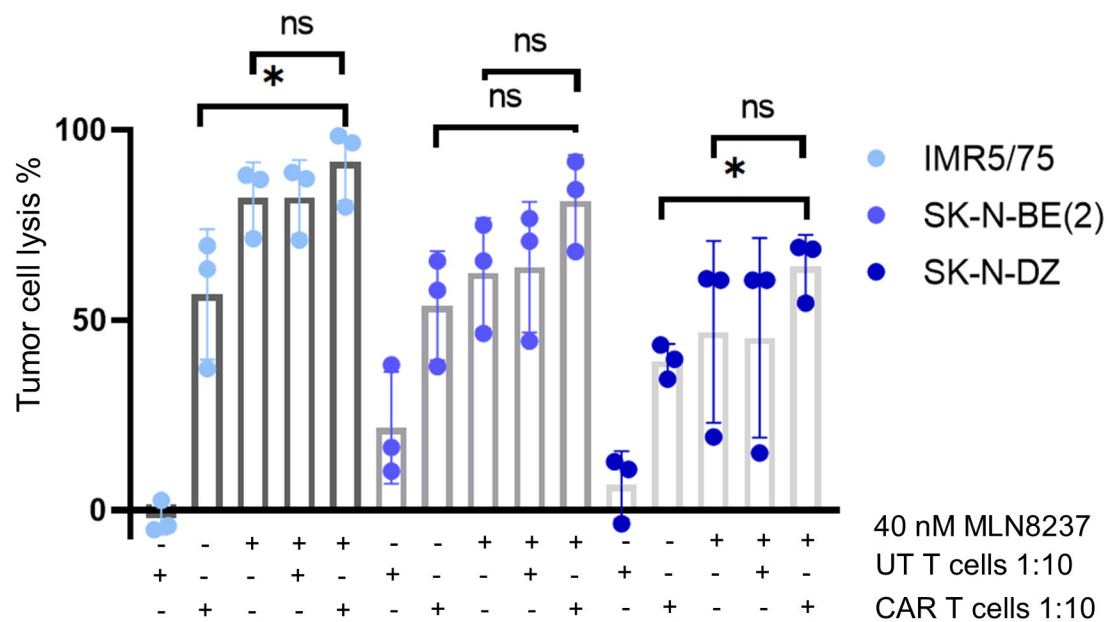 ns
ns
*
ns
ns
*
ns
100
50
0
Tumor cell lysis %
IMR5/75
SK-N-BE(2)
SK-N-DZ
- - + + + - - + + + - - + + + 40 nM MLN8237
+ - - + - + - - + - + - - + - UT T cells 1:10
- + - - + - + - - + - + - - + CAR T cells 1:10